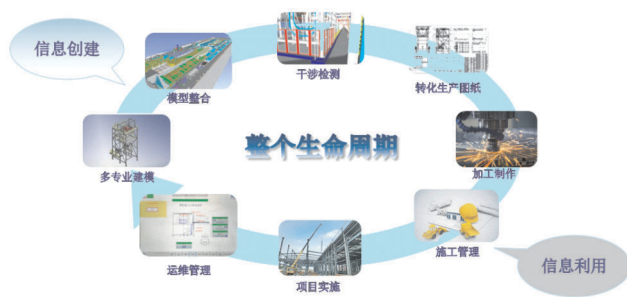 信息创建
模型整合
干涉检测
转化生产图纸
多专业建模
整个生命周期
加工制作
运维管理
项目实施
施工管理
信息利用